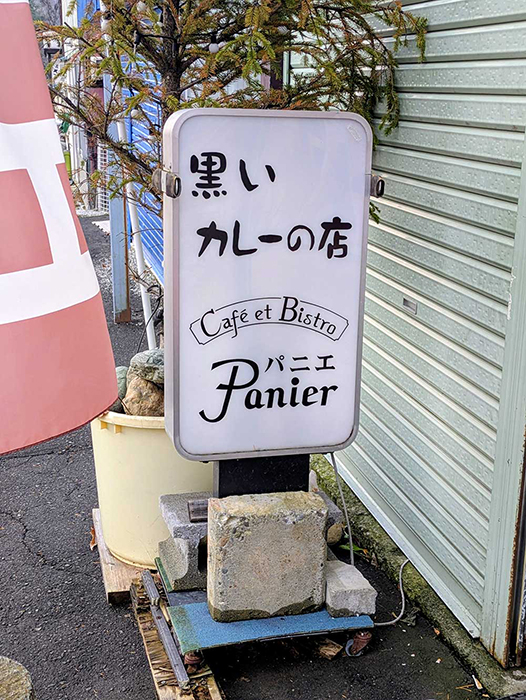 黒い
カレーの店
Café et Bistro
パニエ
Panier